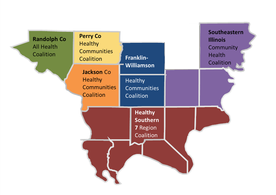 Randolph Co
All Health
Coalition
Perry Co
Healthy
Communities
Coalition
Jackson Co
Healthy
Communities
Coalition
Franklin-
Williamson
Healthy
Communities
Coalition
Southeastern
Illinois
Community
Health
Coalition
Healthy
Southern
7 Region
Coalition